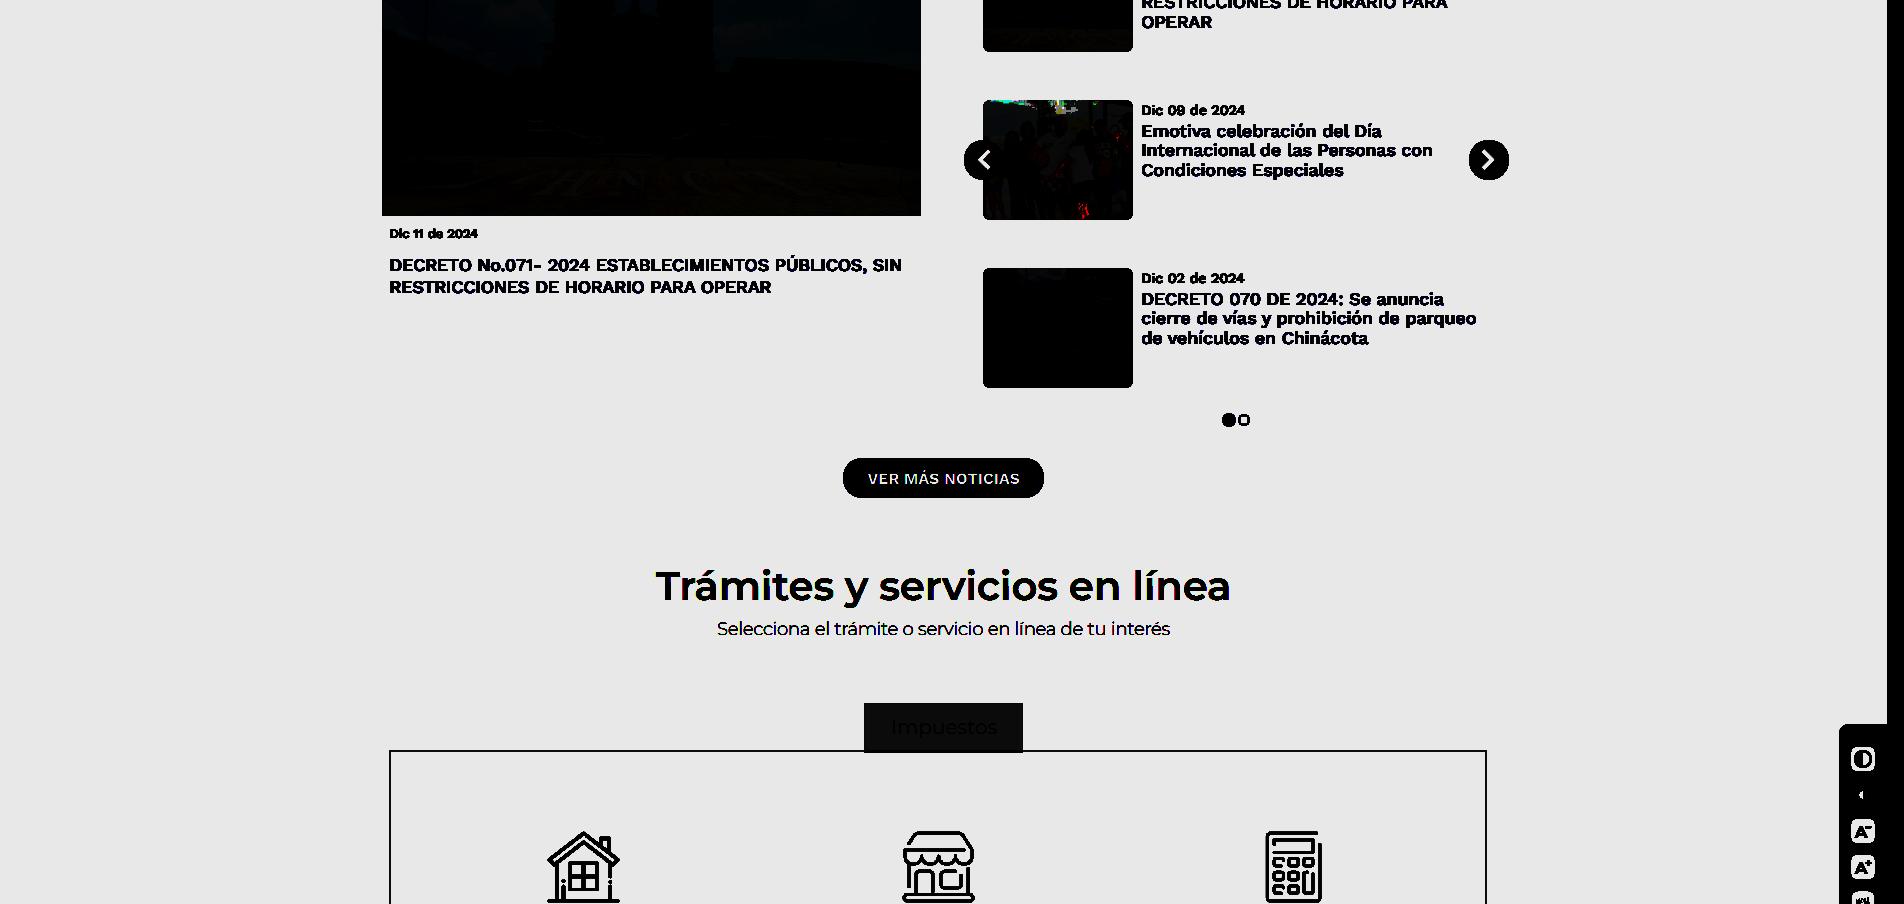 Dic 11 de 2024
DECRETO No.071- 2024 ESTABLECIMIENTOS PÚBLICOS, SIN
RESTRICCIONES DE HORARIO PARA OPERAR
RESTRICCIONES DE HORARIO PARA
OPERAR
Dic 09 de 2024
Emotiva celebración del Día
Internacional de las Personas con
Condiciones Especiales
Dic 02 de 2024
DECRETO 070 DE 2024: Se anuncia
cierre de vías y prohibición de parqueo
de vehículos en Chinácota
VER MÁS NOTICIAS
Trámites y servicios en línea
Selecciona el trámite o servicio en línea de tu interés
Impuestos
A-
A+